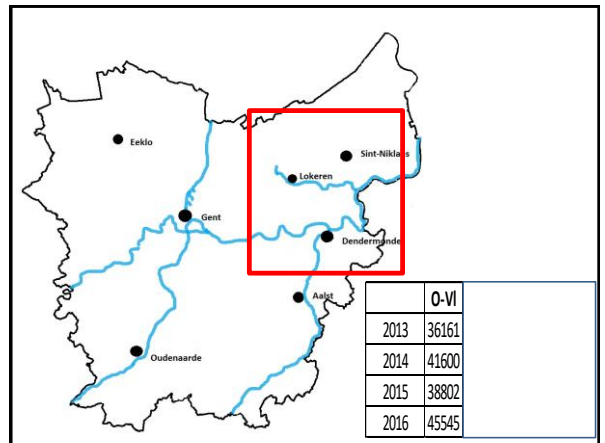 Eeklo
Sint-Niklaas
Lokeren
Gent
Dendermonde
Aalst
Oudenaarde
O-Vl
2013 36161
2014 41600
2015 38802
2016 45545